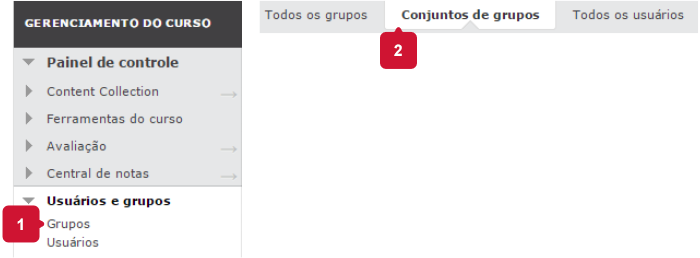 GERENCIAMENTO DO CURSO
Painel de controle
Content Collection
Ferramentas do curso
Avaliação
Central de notas
Usuários e grupos
1
Grupos
Usuários
Todos os grupos Conjuntos de grupos Todos os usuários
2